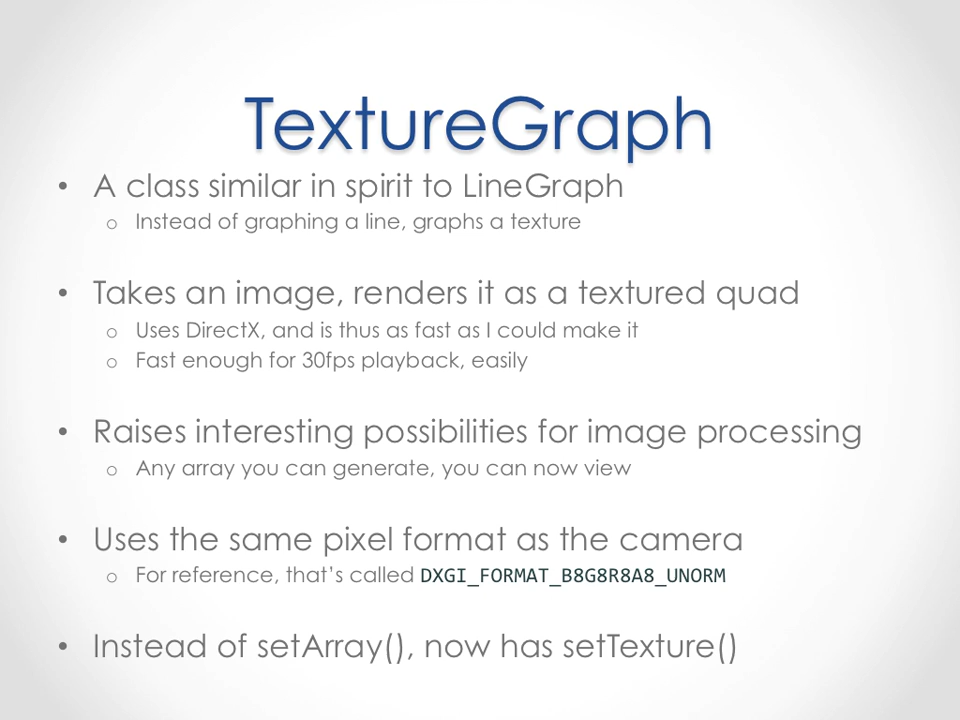 TextureGraph
• A class similar in spirit to LineGraph
o Instead of graphing a line, graphs a texture
• Takes an image, renders it as a textured quad
o Uses DirectX, and is thus as fast as I could make it
o Fast enough for 30fps playback, easily
• Raises interesting possibilities for image processing
o Any array you can generate, you can now view
• Uses the same pixel format as the camera
o For reference, that's called DXGI_FORMAT_B8G8R8A8_UNORM
• Instead of setArray(), now has setTexture()